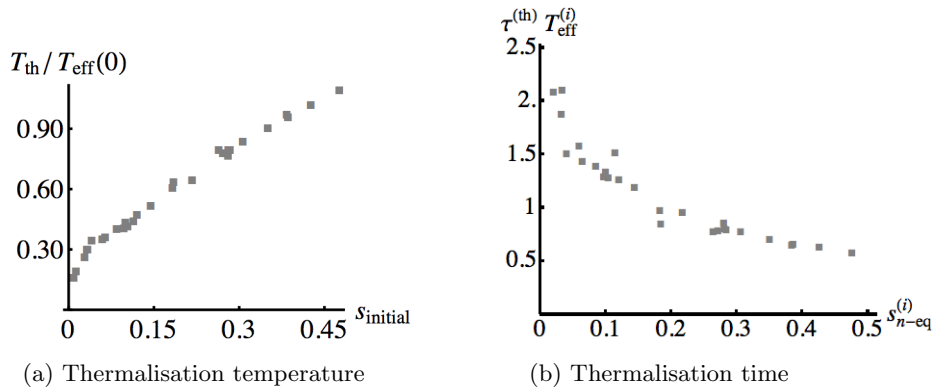 T_th / T_eff(0)
0.90
0.60
0.30
0 0.15 0.3 0.45 s_initial
(a) Thermalisation temperature
τ^(th) T_eff^(i)
2.5
2.
1.5
1
0.5
0 0.1 0.2 0.3 0.4 0.5 s_{n-eq}^(i)
(b) Thermalisation time